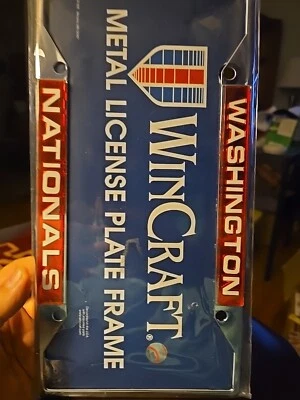 WASHINGTON
WINCRAFT®
METAL LICENSE PLATE FRAME
NATIONALS